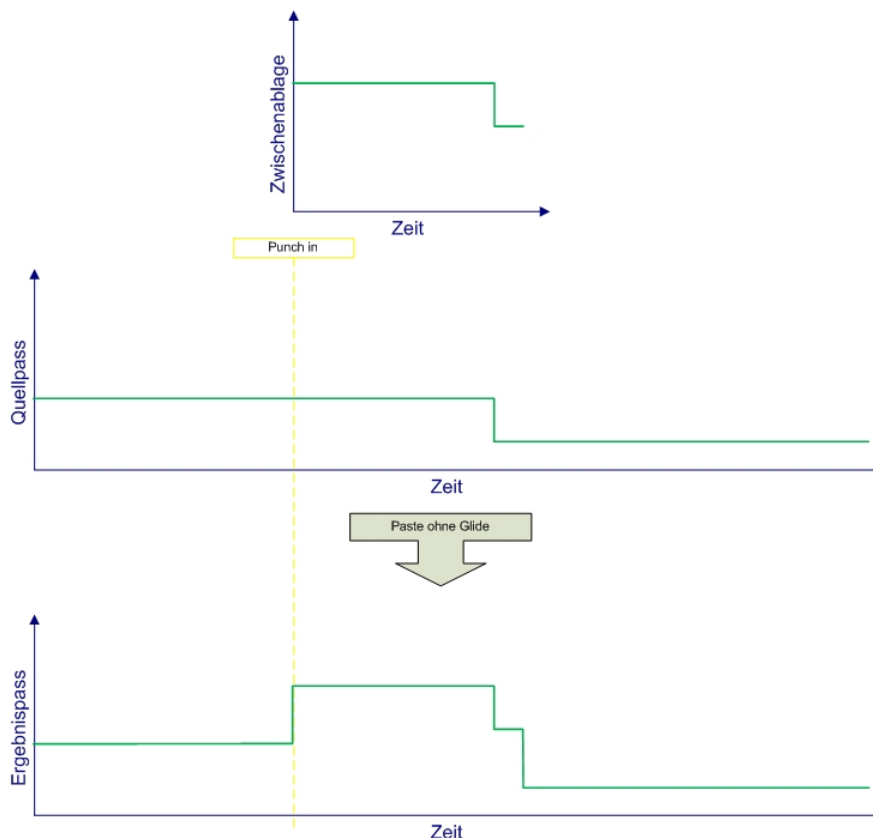 Zwischenablage
Zeit
Punch in
Quellpass
Zeit
Paste ohne Glide
Ergebnispass
Zeit